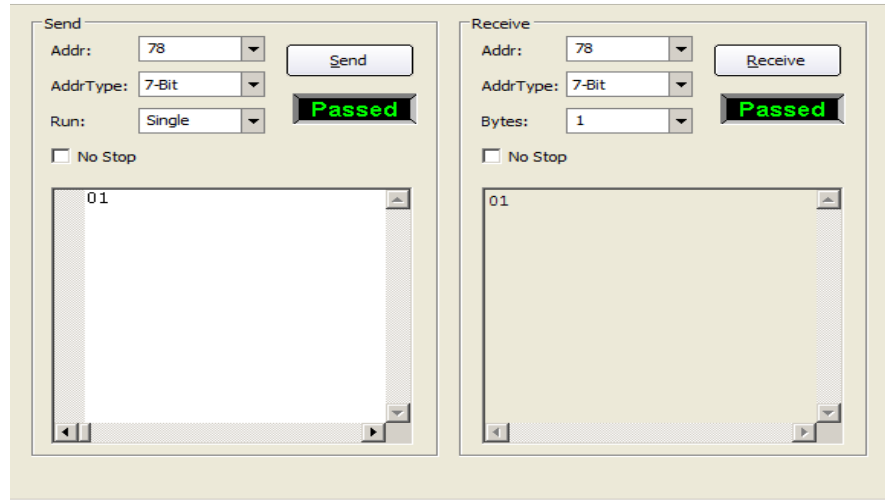 Send
Addr: 78
Send
AddrType: 7-Bit
Passed
Run: Single
No Stop
01
Receive
Addr: 78
Receive
AddrType: 7-Bit
Passed
Bytes: 1
No Stop
01